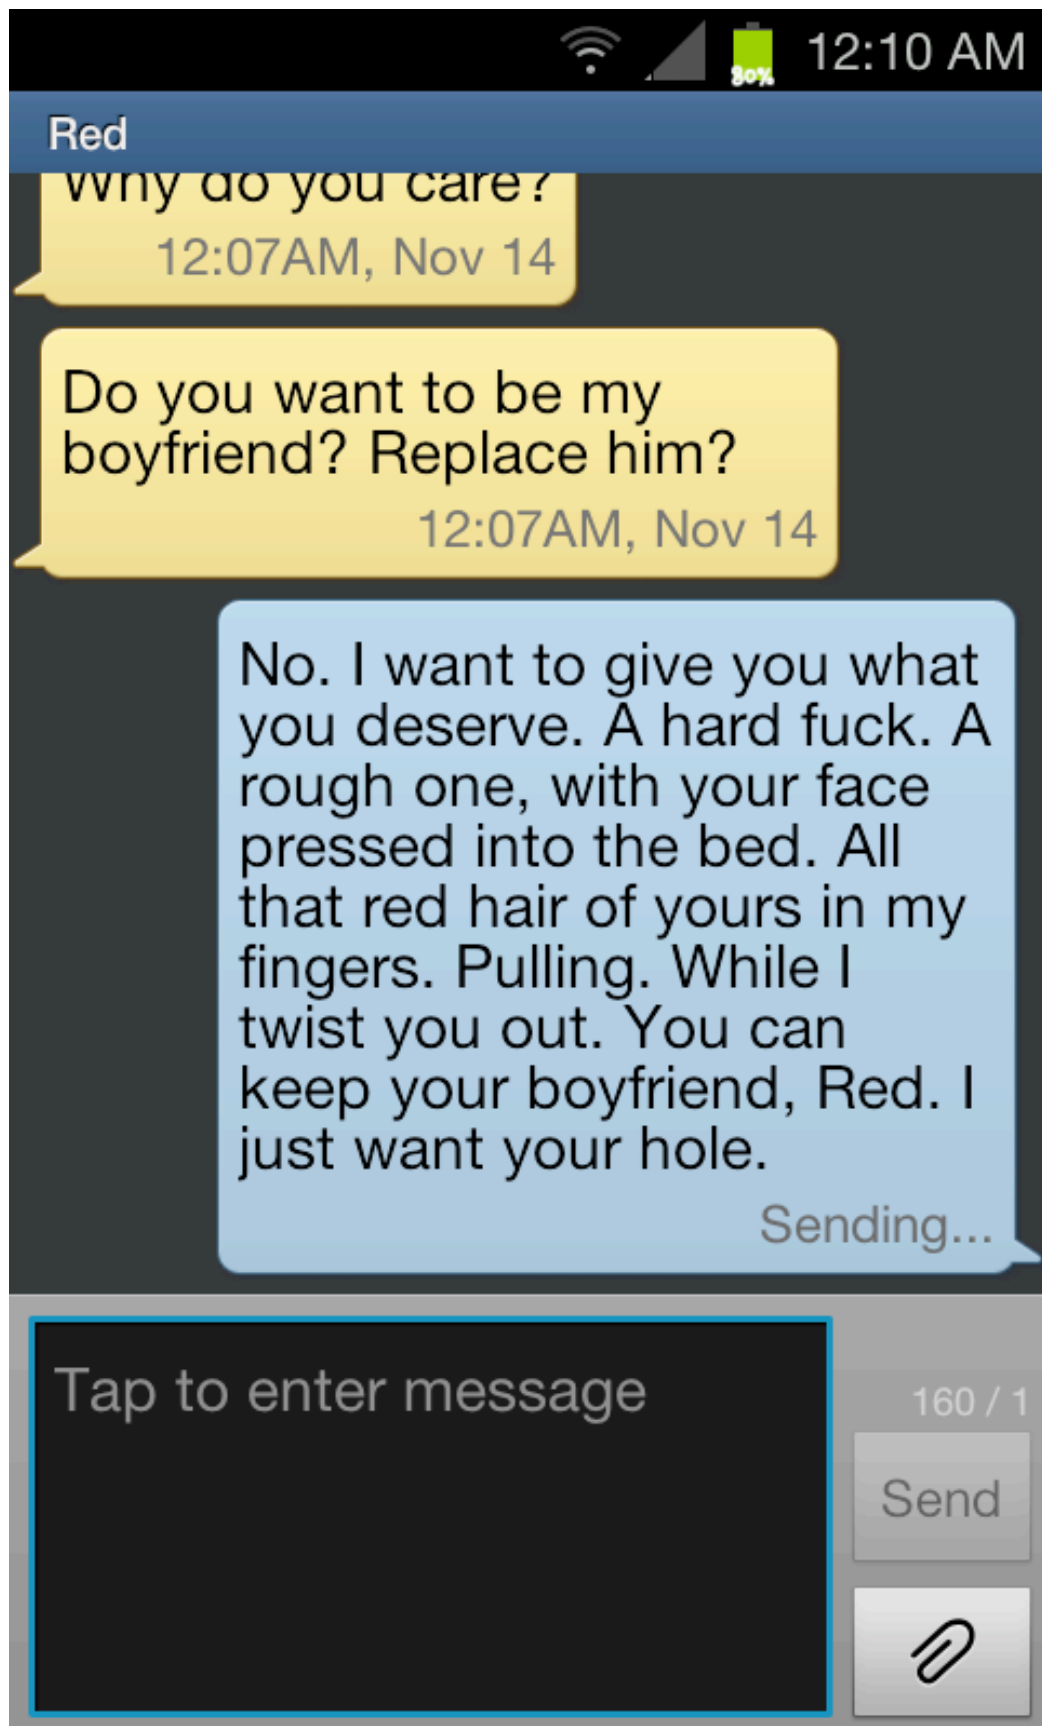 80%
12:10 AM
Red
Why do you care?
12:07AM, Nov 14
Do you want to be my
boyfriend? Replace him?
12:07AM, Nov 14
No. I want to give you what
you deserve. A hard fuck. A
rough one, with your face
pressed into the bed. All
that red hair of yours in my
fingers. Pulling. While I
twist you out. You can
keep your boyfriend, Red. I
just want your hole.
Sending...
Tap to enter message
160 / 1
Send